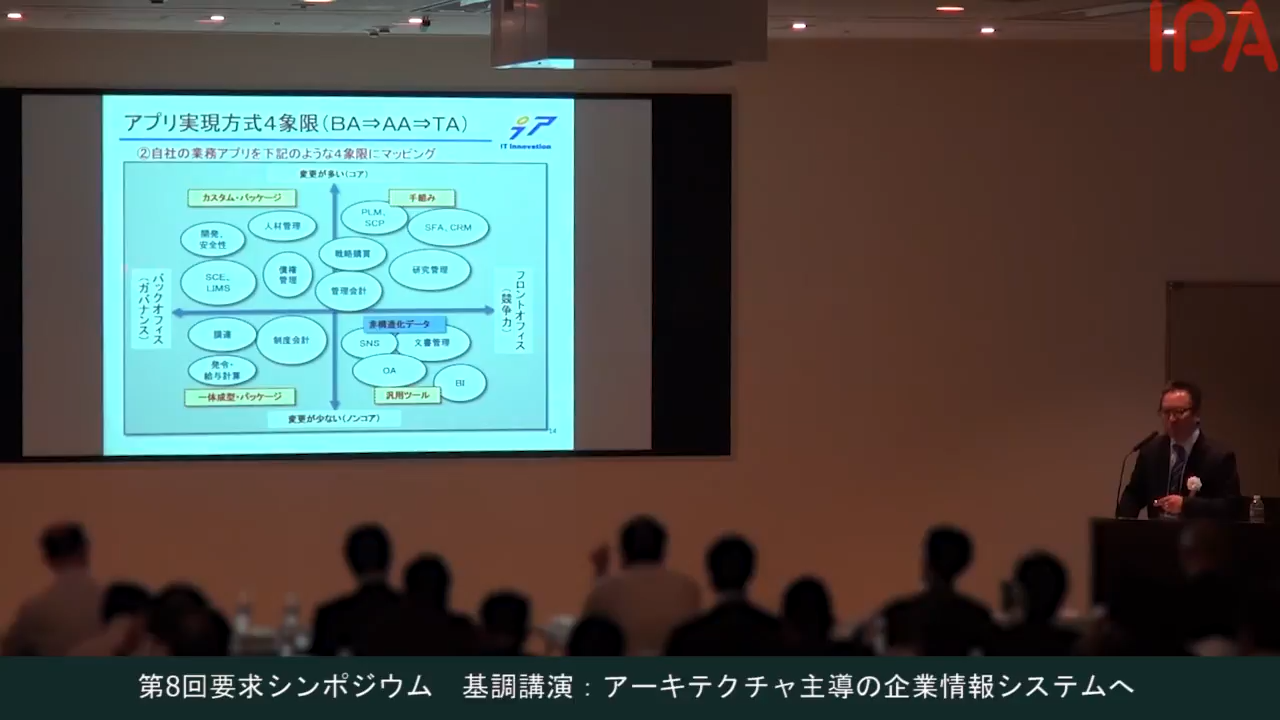 IPA
アプリ実現方式4象限(BA⇒AA⇒TA)
IT Innovation
②自社の業務アプリを下記のような4象限にマッピング
変更が多い(コア)
カスタム・パッケージ
手組み
人材管理
PLM、
SCP
SFA、CRM
開発、
安全性
戦略購買
債権
管理
研究管理
SCE、
LIMS
管理会計
バックオフィス
(ガバナンス)
フロントオフィス
(競争力)
非構造化データ
調達
制度会計
SNS
文書管理
発令・
給与計算
OA
BI
一体成型・パッケージ
汎用ツール
変更が少ない(ノンコア)
14
第8回要求シンポジウム 基調講演:アーキテクチャ主導の企業情報システムへ